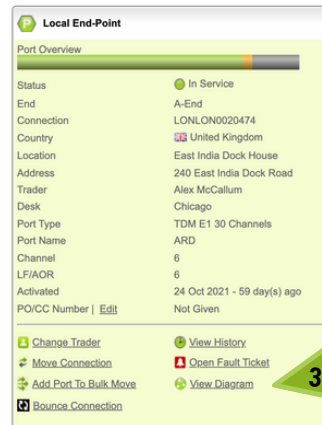 Local End-Point
Port Overview
Status In Service
End A-End
Connection LONLON0020474
Country United Kingdom
Location East India Dock House
Address 240 East India Dock Road
Trader Alex McCallum
Desk Chicago
Port Type TDM E1 30 Channels
Port Name ARD
Channel 6
LF/AOR 6
Activated 24 Oct 2021 - 59 day(s) ago
PO/CC Number | Edit Not Given
Change Trader View History
Move Connection Open Fault Ticket
Add Port To Bulk Move View Diagram
Bounce Connection
3